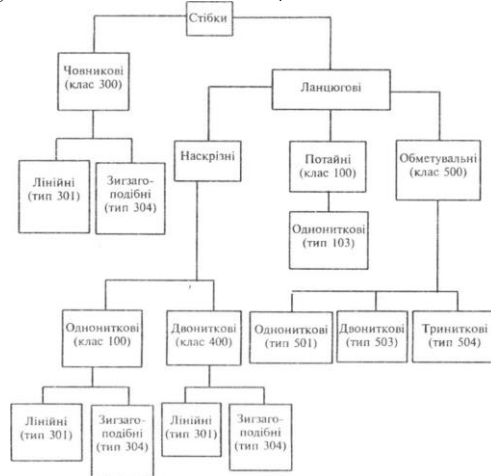 Стібки
Човникові
(клас 300)
Ланцюгові
Лінійні
(тип 301)
Зигзаго-
подібні
(тип 304)
Наскрізні
Потайні
(клас 100)
Обметувальні
(клас 500)
Однониткові
(тип 103)
Однониткові
(клас 100)
Двониткові
(клас 400)
Однониткові
(тип 501)
Двониткові
(тип 503)
Триниткові
(тип 504)
Лінійні
(тип 301)
Зигзаго-
подібні
(тип 304)
Лінійні
(тип 301)
Зигзаго-
подібні
(тип 304)